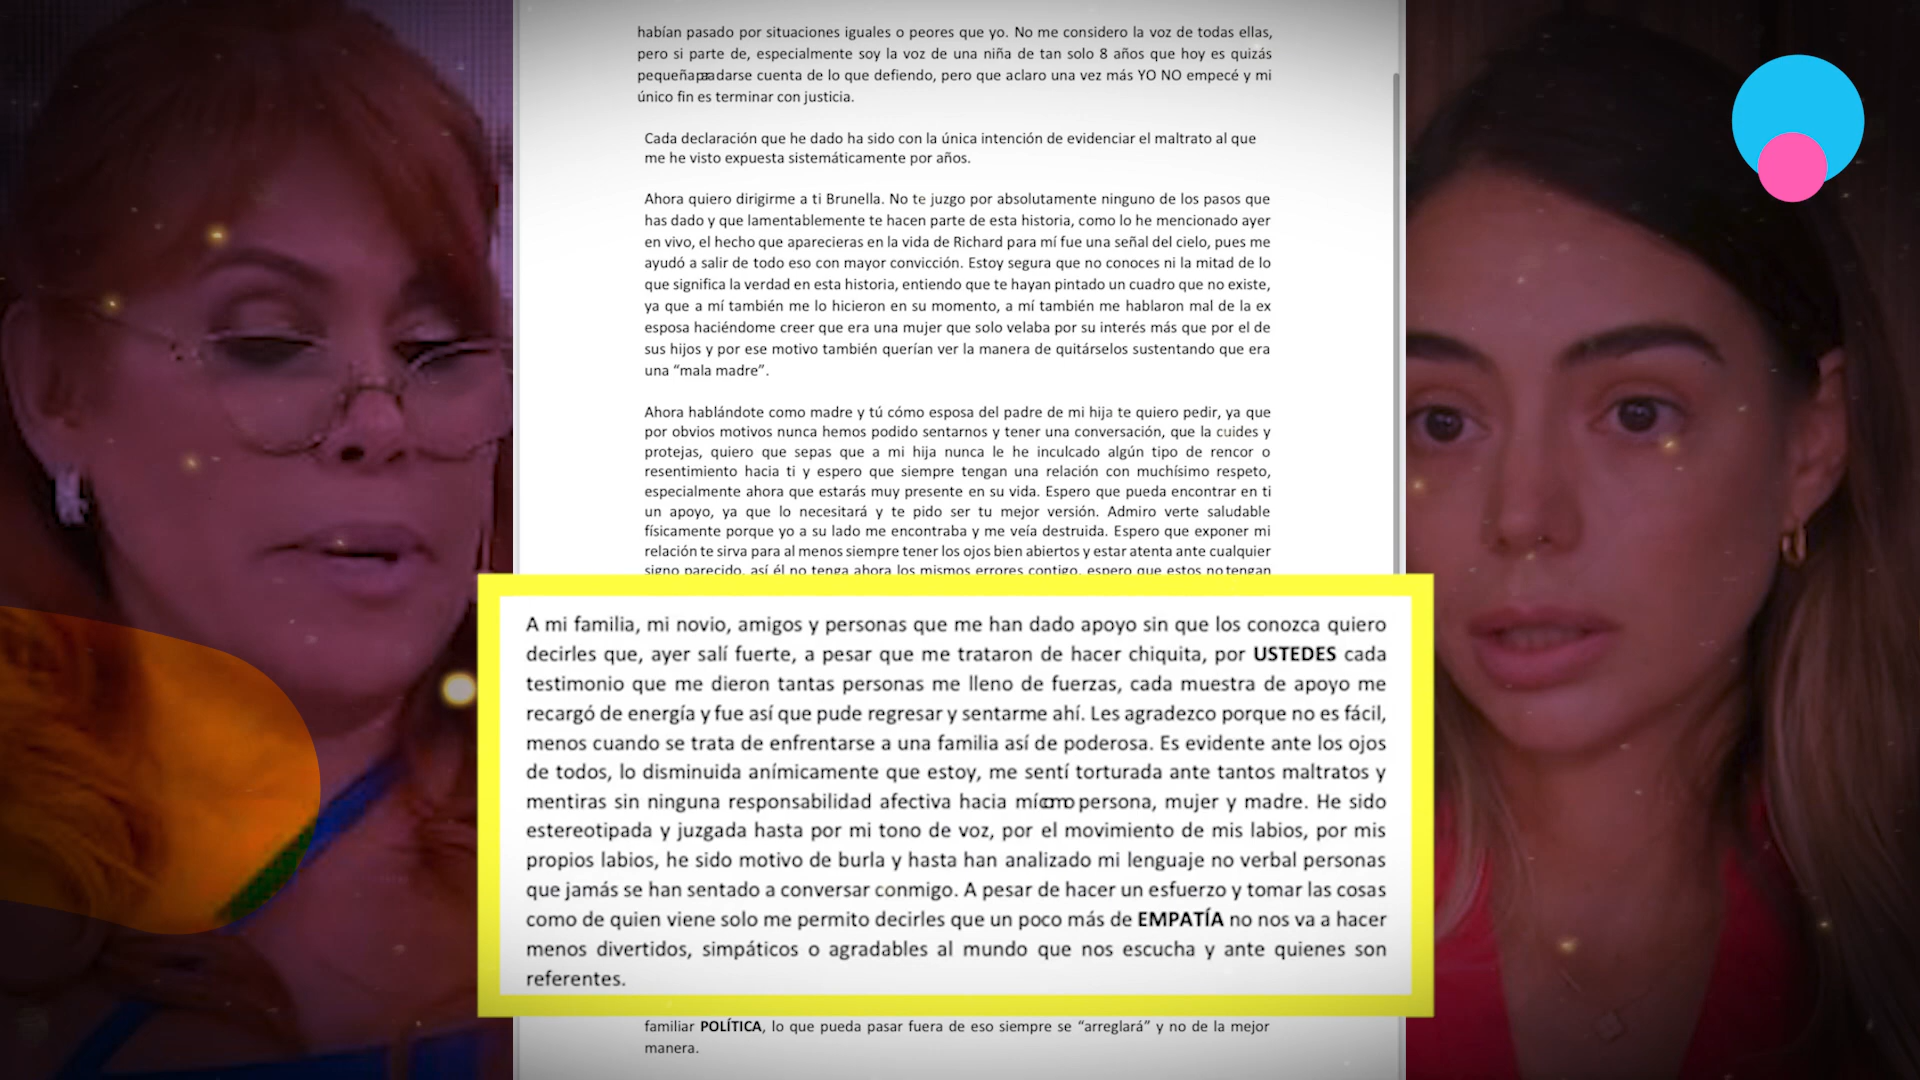 habían pasado por situaciones iguales o peores que yo. No me considero la voz de todas ellas,
pero si parte de, especialmente soy la voz de una niña de tan solo 8 años que hoy es quizás
pequeña para darse cuenta de lo que defiendo, pero que aclaro una vez más YO NO empecé y mi
único fin es terminar con justicia.
Cada declaración que he dado ha sido con la única intención de evidenciar el maltrato al que
me he visto expuesta sistemáticamente por años.
Ahora quiero dirigirme a ti Brunella. No te juzgo por absolutamente ninguno de los pasos que
has dado y que lamentablemente te hacen parte de esta historia, como lo he mencionado ayer
en vivo, el hecho que aparecieras en la vida de Richard para mí fue una señal del cielo, pues me
ayudó a salir de todo eso con mayor convicción. Estoy segura que no conoces ni la mitad de lo
que significa la verdad en esta historia, entiendo que te hayan pintado un cuadro que no existe,
ya que a mí también me lo hicieron en su momento, a mí también me hablaron mal de la ex
esposa haciéndome creer que era una mujer que solo velaba por su interés más que por el de
sus hijos y por ese motivo también querían ver la manera de quitárselos sustentando que era
una “mala madre”.
Ahora hablándote como madre y tú cómo esposa del padre de mi hija te quiero pedir, ya que
por obvios motivos nunca hemos podido sentarnos y tener una conversación, que la cuides y
protejas, quiero que sepas que a mi hija nunca le he inculcado algún tipo de rencor o
resentimiento hacia ti y espero que siempre tengan una relación con muchísimo respeto,
especialmente ahora que estarás muy presente en su vida. Espero que pueda encontrar en ti
un apoyo, ya que lo necesitará y te pido ser tu mejor versión. Admiro verte saludable
físicamente porque yo a su lado me encontraba y me veía destruida. Espero que exponer mi
relación te sirva para al menos siempre tener los ojos bien abiertos y estar atenta ante cualquier
signo parecido, así él no tenga ahora los mismos errores contigo, espero que estos no tengan
A mi familia, mi novio, amigos y personas que me han dado apoyo sin que los conozca quiero
decirles que, ayer salí fuerte, a pesar que me trataron de hacer chiquita, por USTEDES cada
testimonio que me dieron tantas personas me lleno de fuerzas, cada muestra de apoyo me
recargó de energía y fue así que pude regresar y sentarme ahí. Les agradezco porque no es fácil,
menos cuando se trata de enfrentarse a una familia así de poderosa. Es evidente ante los ojos
de todos, lo disminuida anímicamente que estoy, me sentí torturada ante tantos maltratos y
mentiras sin ninguna responsabilidad afectiva hacia mí como persona, mujer y madre. He sido
estereotipada y juzgada hasta por mi tono de voz, por el movimiento de mis labios, por mis
propios labios, he sido motivo de burla y hasta han analizado mi lenguaje no verbal personas
que jamás se han sentado a conversar conmigo. A pesar de hacer un esfuerzo y tomar las cosas
como de quien viene solo me permito decirles que un poco más de EMPATÍA no nos va a hacer
menos divertidos, simpáticos o agradables al mundo que nos escucha y ante quienes son
referentes.
familiar POLÍTICA, lo que pueda pasar fuera de eso siempre se “arreglará” y no de la mejor
manera.